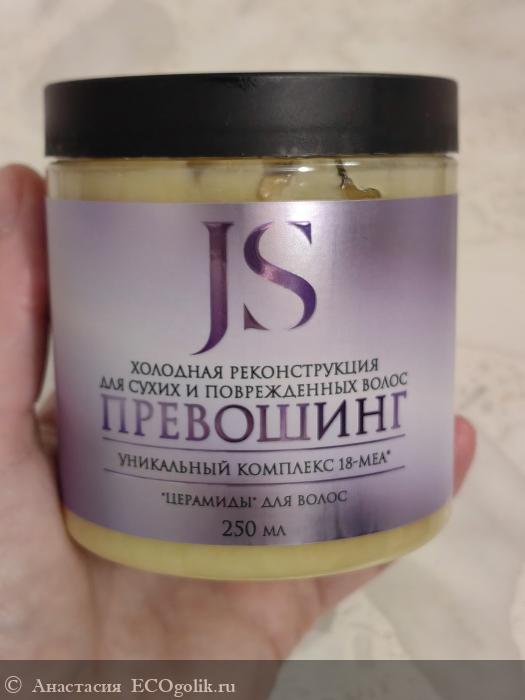 JS
ХОЛОДНАЯ РЕКОНСТРУКЦИЯ
ДЛЯ СУХИХ И ПОВРЕЖДЕННЫХ ВОЛОС
ПРЕВОШИНГ
УНИКАЛЬНЫЙ КОМПЛЕКС 18-МЕА*
"ЦЕРАМИДЫ" ДЛЯ ВОЛОС
250 МЛ
© Анастасия ECOgolik.ru